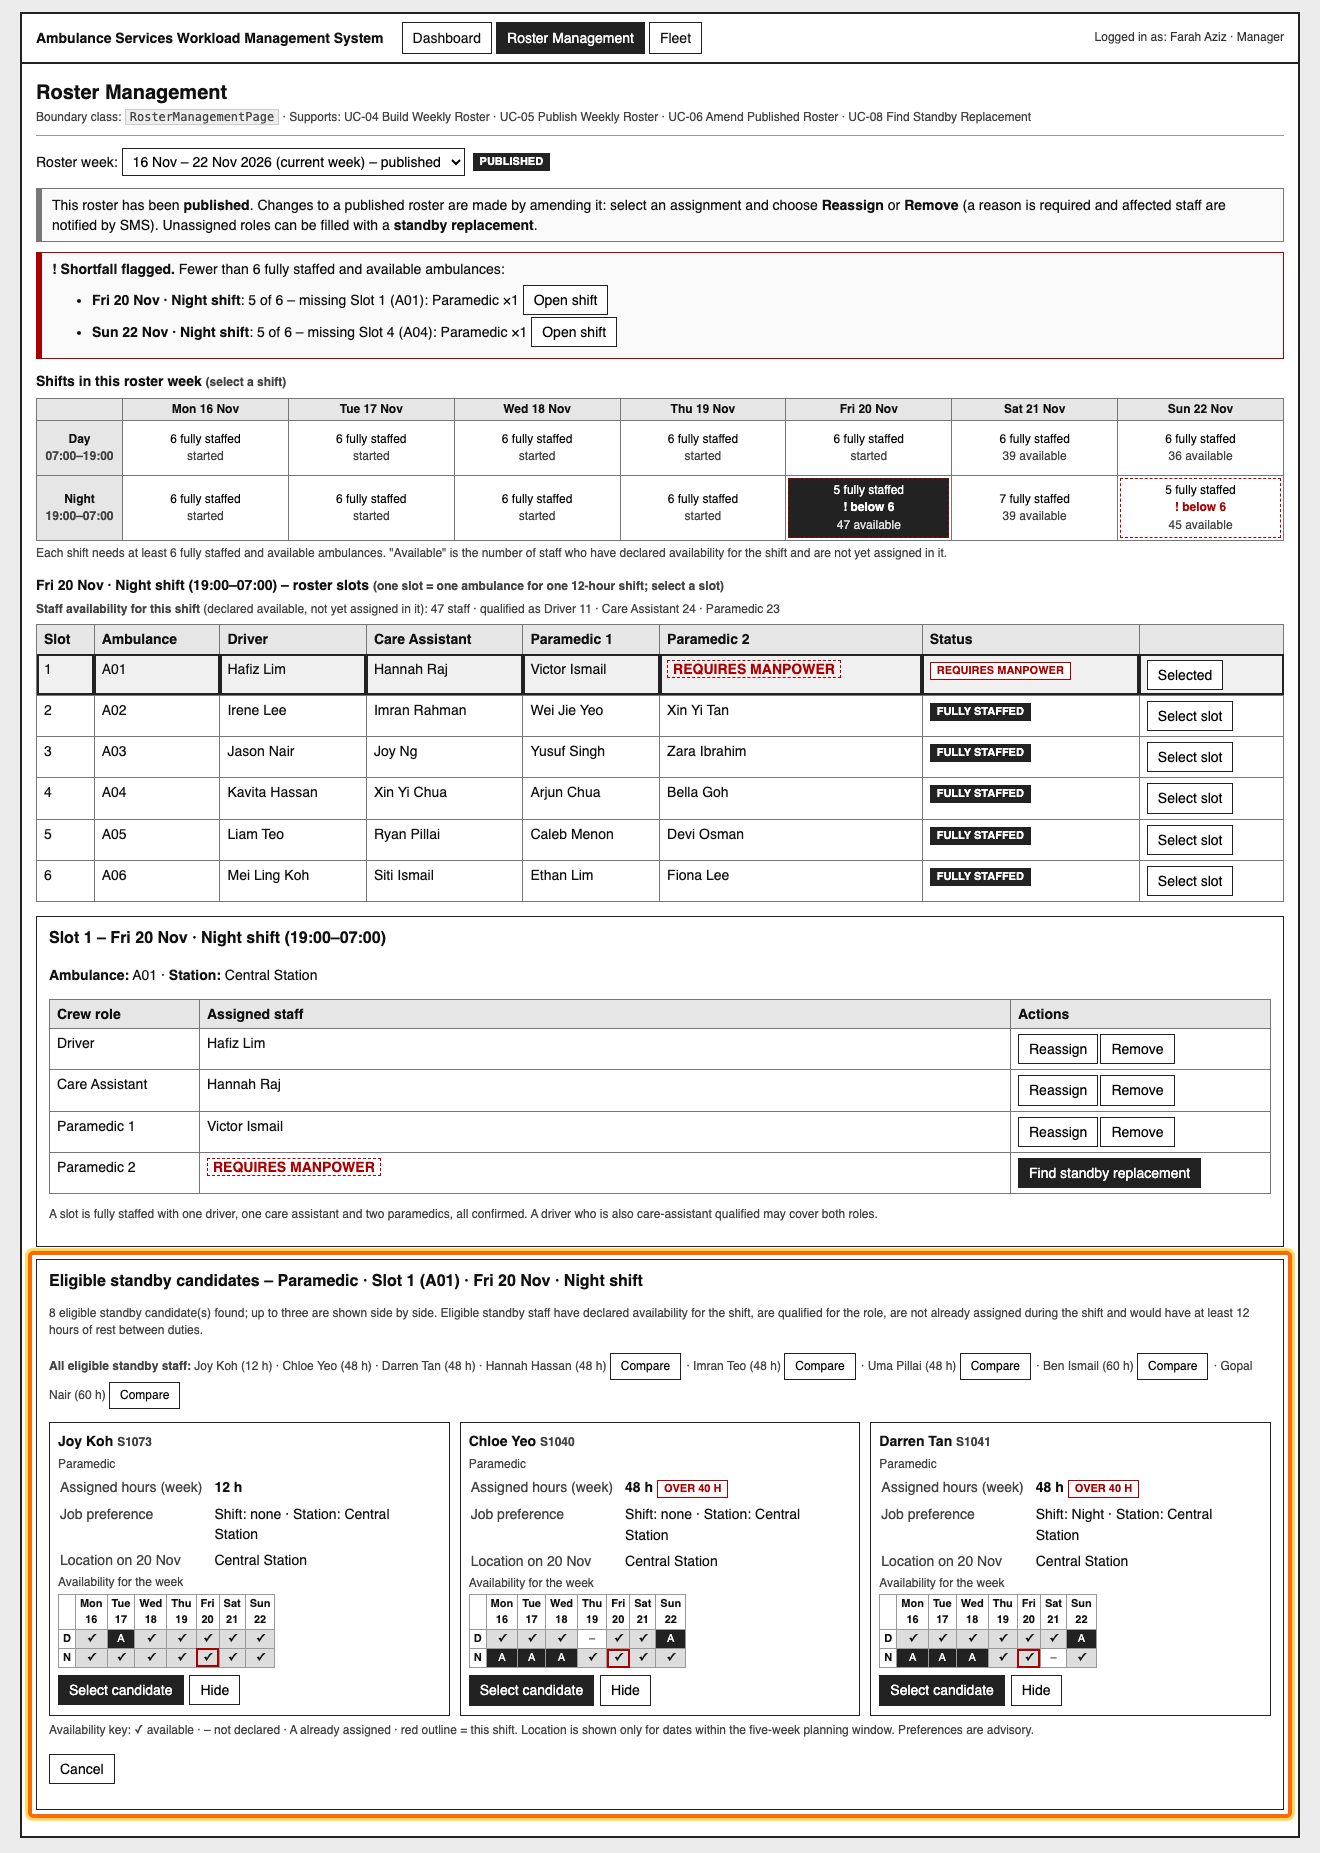 Ambulance Services Workload Management System Dashboard Roster Management Fleet Logged in as: Farah Aziz · Manager
Roster Management
Boundary class: RosterManagementPage · Supports: UC-04 Build Weekly Roster · UC-05 Publish Weekly Roster · UC-06 Amend Published Roster · UC-08 Find Standby Replacement
Roster week: 16 Nov – 22 Nov 2026 (current week) – published PUBLISHED
This roster has been published. Changes to a published roster are made by amending it: select an assignment and choose Reassign or Remove (a reason is required and affected staff are
notified by SMS). Unassigned roles can be filled with a standby replacement.
! Shortfall flagged. Fewer than 6 fully staffed and available ambulances:
• Fri 20 Nov · Night shift: 5 of 6 – missing Slot 1 (A01): Paramedic ×1 Open shift
• Sun 22 Nov · Night shift: 5 of 6 – missing Slot 4 (A04): Paramedic ×1 Open shift
Shifts in this roster week (select a shift)
Mon 16 Nov Tue 17 Nov Wed 18 Nov Thu 19 Nov Fri 20 Nov Sat 21 Nov Sun 22 Nov
Day 6 fully staffed 6 fully staffed 6 fully staffed 6 fully staffed 6 fully staffed 6 fully staffed 6 fully staffed
07:00–19:00 started started started started started 39 available 36 available
5 fully staffed 5 fully staffed
Night 6 fully staffed 6 fully staffed 6 fully staffed 6 fully staffed ! below 6 7 fully staffed ! below 6
19:00–07:00 started started started started 47 available 39 available 45 available
Each shift needs at least 6 fully staffed and available ambulances. "Available" is the number of staff who have declared availability for the shift and are not yet assigned in it.
Fri 20 Nov · Night shift (19:00–07:00) – roster slots (one slot = one ambulance for one 12-hour shift; select a slot)
Staff availability for this shift (declared available, not yet assigned in it): 47 staff · qualified as Driver 11 · Care Assistant 24 · Paramedic 23
Slot Ambulance Driver Care Assistant Paramedic 1 Paramedic 2 Status
1 A01 Hafiz Lim Hannah Raj Victor Ismail REQUIRES MANPOWER REQUIRES MANPOWER Selected
2 A02 Irene Lee Imran Rahman Wei Jie Yeo Xin Yi Tan FULLY STAFFED Select slot
3 A03 Jason Nair Joy Ng Yusuf Singh Zara Ibrahim FULLY STAFFED Select slot
4 A04 Kavita Hassan Xin Yi Chua Arjun Chua Bella Goh FULLY STAFFED Select slot
5 A05 Liam Teo Ryan Pillai Caleb Menon Devi Osman FULLY STAFFED Select slot
6 A06 Mei Ling Koh Siti Ismail Ethan Lim Fiona Lee FULLY STAFFED Select slot
Slot 1 – Fri 20 Nov · Night shift (19:00–07:00)
Ambulance: A01 · Station: Central Station
Crew role Assigned staff Actions
Driver Hafiz Lim Reassign Remove
Care Assistant Hannah Raj Reassign Remove
Paramedic 1 Victor Ismail Reassign Remove
Paramedic 2 REQUIRES MANPOWER Find standby replacement
A slot is fully staffed with one driver, one care assistant and two paramedics, all confirmed. A driver who is also care-assistant qualified may cover both roles.
Eligible standby candidates – Paramedic · Slot 1 (A01) · Fri 20 Nov · Night shift
8 eligible standby candidate(s) found; up to three are shown side by side. Eligible standby staff have declared availability for the shift, are qualified for the role, are not already assigned during the shift and would have at least 12
hours of rest between duties.
All eligible standby staff: Joy Koh (12 h) · Chloe Yeo (48 h) · Darren Tan (48 h) · Hannah Hassan (48 h) Compare · Imran Teo (48 h) Compare · Uma Pillai (48 h) Compare · Ben Ismail (60 h) Compare · Gopal
Nair (60 h) Compare
Joy Koh S1073
Paramedic
Assigned hours (week) 12 h
Job preference Shift: none · Station: Central
Station
Location on 20 Nov Central Station
Availability for the week
Mon Tue Wed Thu Fri Sat Sun
16 17 18 19 20 21 22
D ✓ A ✓ ✓ ✓ ✓ ✓
N ✓ ✓ ✓ ✓ ✓ ✓ ✓
Select candidate Hide
Chloe Yeo S1040
Paramedic
Assigned hours (week) 48 h OVER 40 H
Job preference Shift: none · Station: Central
Station
Location on 20 Nov Central Station
Availability for the week
Mon Tue Wed Thu Fri Sat Sun
16 17 18 19 20 21 22
D ✓ ✓ ✓ – ✓ ✓ A
N A A A ✓ ✓ ✓ ✓
Select candidate Hide
Darren Tan S1041
Paramedic
Assigned hours (week) 48 h OVER 40 H
Job preference Shift: Night · Station: Central
Station
Location on 20 Nov Central Station
Availability for the week
Mon Tue Wed Thu Fri Sat Sun
16 17 18 19 20 21 22
D ✓ ✓ ✓ ✓ ✓ ✓ A
N A A A ✓ ✓ – ✓
Select candidate Hide
Availability key: ✓ available · – not declared · A already assigned · red outline = this shift. Location is shown only for dates within the five-week planning window. Preferences are advisory.
Cancel